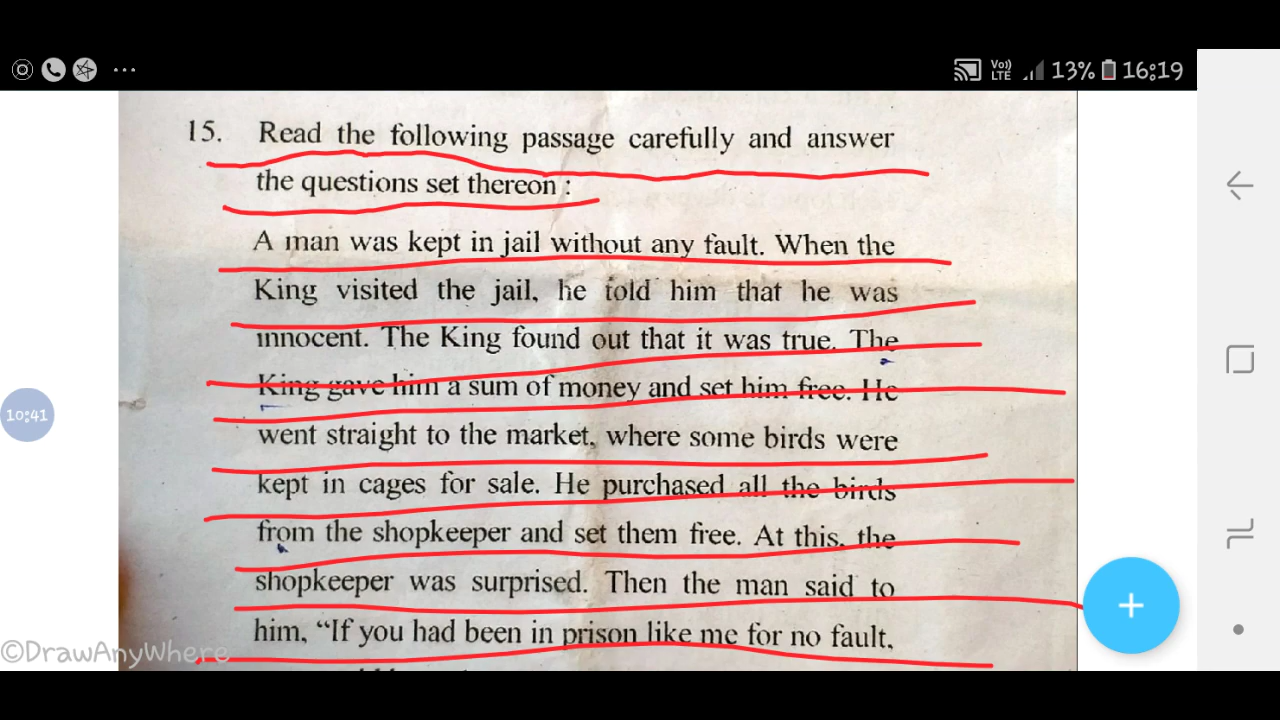 Vo))
LTE
13%
16:19
15. Read the following passage carefully and answer
the questions set thereon :
A man was kept in jail without any fault. When the
King visited the jail, he told him that he was
innocent. The King found out that it was true. The
King gave him a sum of money and set him free. He
went straight to the market, where some birds were
kept in cages for sale. He purchased all the birds
from the shopkeeper and set them free. At this, the
shopkeeper was surprised. Then the man said to
him, “If you had been in prison like me for no fault,
10:41
©DrawAnyWhere